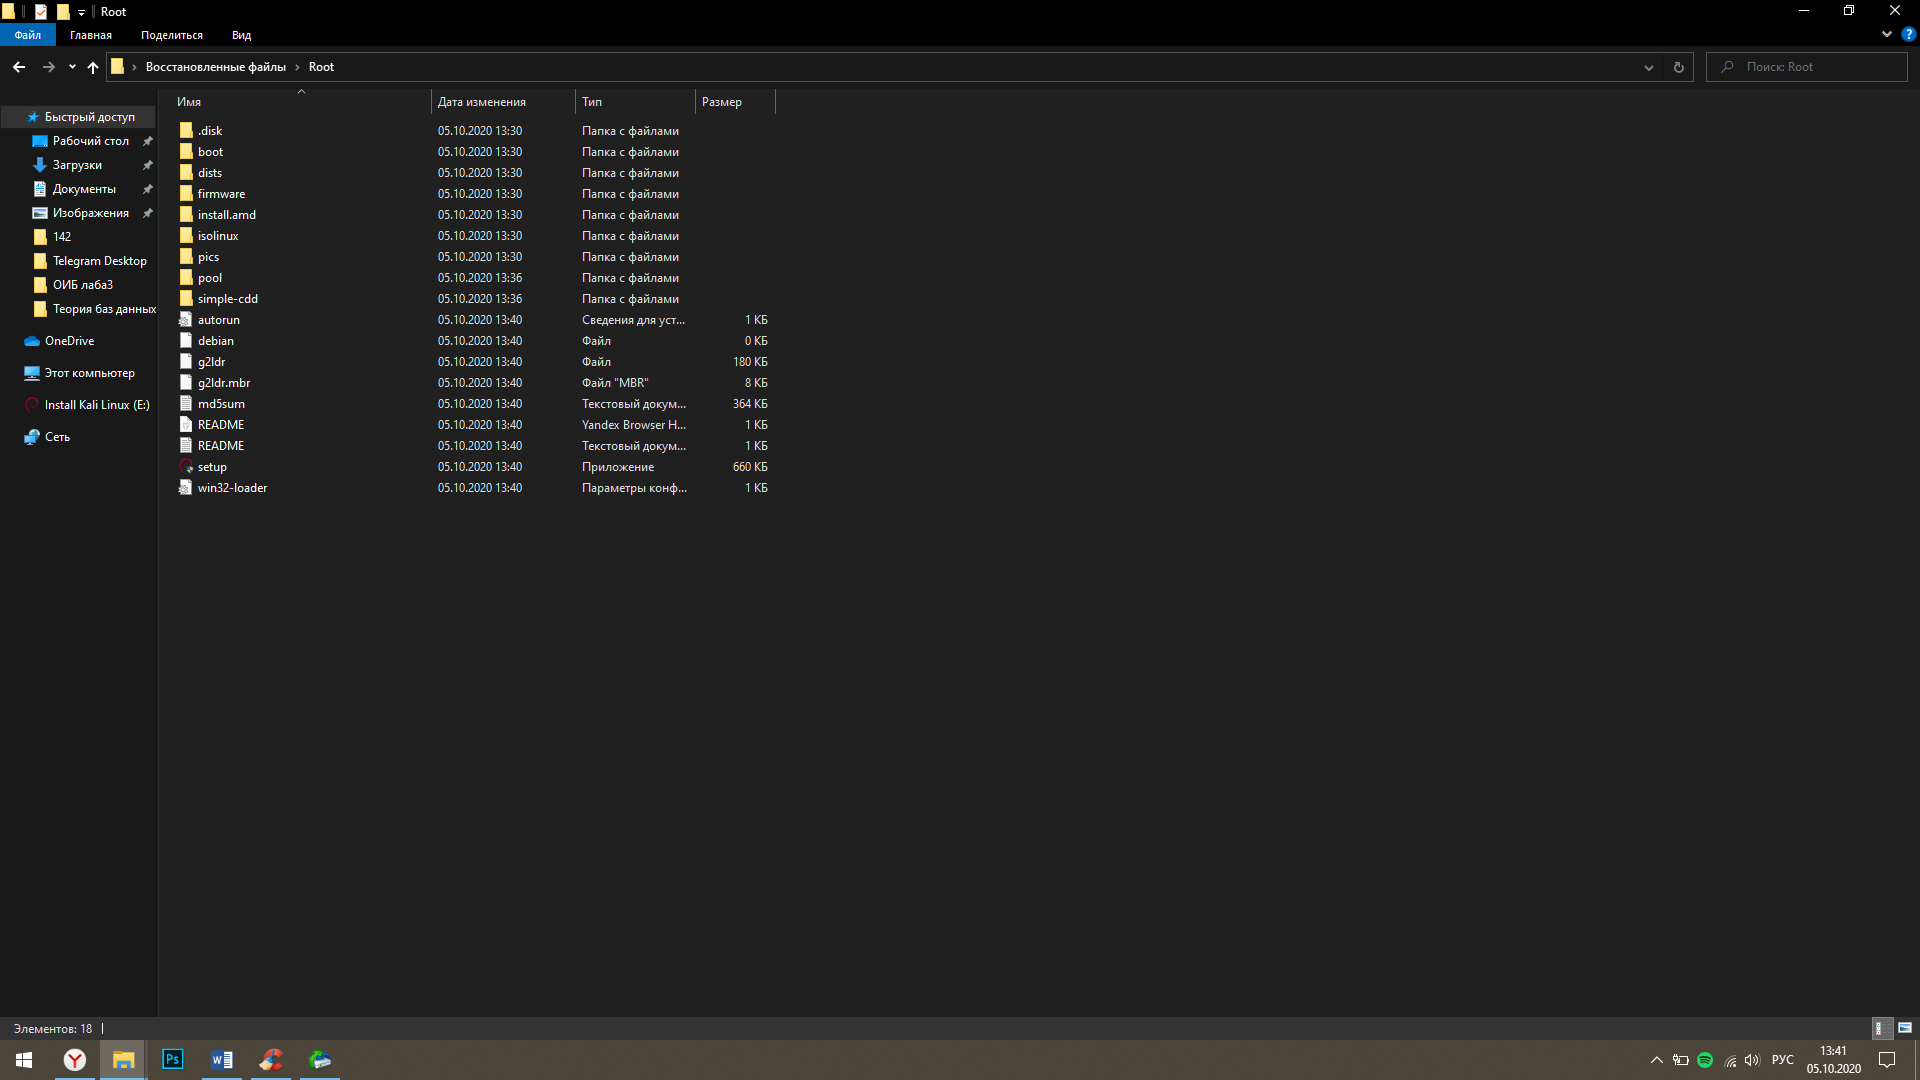 Root
Файл Главная Поделиться Вид
Восстановленные файлы Root
Поиск: Root
Имя Дата изменения Тип Размер
Быстрый доступ
Рабочий стол
Загрузки
Документы
Изображения
142
Telegram Desktop
ОИБ лаба3
Теория баз данных
OneDrive
Этот компьютер
Install Kali Linux (E:)
Сеть
.disk 05.10.2020 13:30 Папка с файлами
boot 05.10.2020 13:30 Папка с файлами
dists 05.10.2020 13:30 Папка с файлами
firmware 05.10.2020 13:30 Папка с файлами
install.amd 05.10.2020 13:30 Папка с файлами
isolinux 05.10.2020 13:30 Папка с файлами
pics 05.10.2020 13:30 Папка с файлами
pool 05.10.2020 13:36 Папка с файлами
simple-cdd 05.10.2020 13:36 Папка с файлами
autorun 05.10.2020 13:40 Сведения для уст... 1 КБ
debian 05.10.2020 13:40 Файл 0 КБ
g2ldr 05.10.2020 13:40 Файл 180 КБ
g2ldr.mbr 05.10.2020 13:40 Файл "MBR" 8 КБ
md5sum 05.10.2020 13:40 Текстовый докум... 364 КБ
README 05.10.2020 13:40 Yandex Browser H... 1 КБ
README 05.10.2020 13:40 Текстовый докум... 1 КБ
setup 05.10.2020 13:40 Приложение 660 КБ
win32-loader 05.10.2020 13:40 Параметры конф... 1 КБ
Элементов: 18
Ps
W
РУС
13:41
05.10.2020